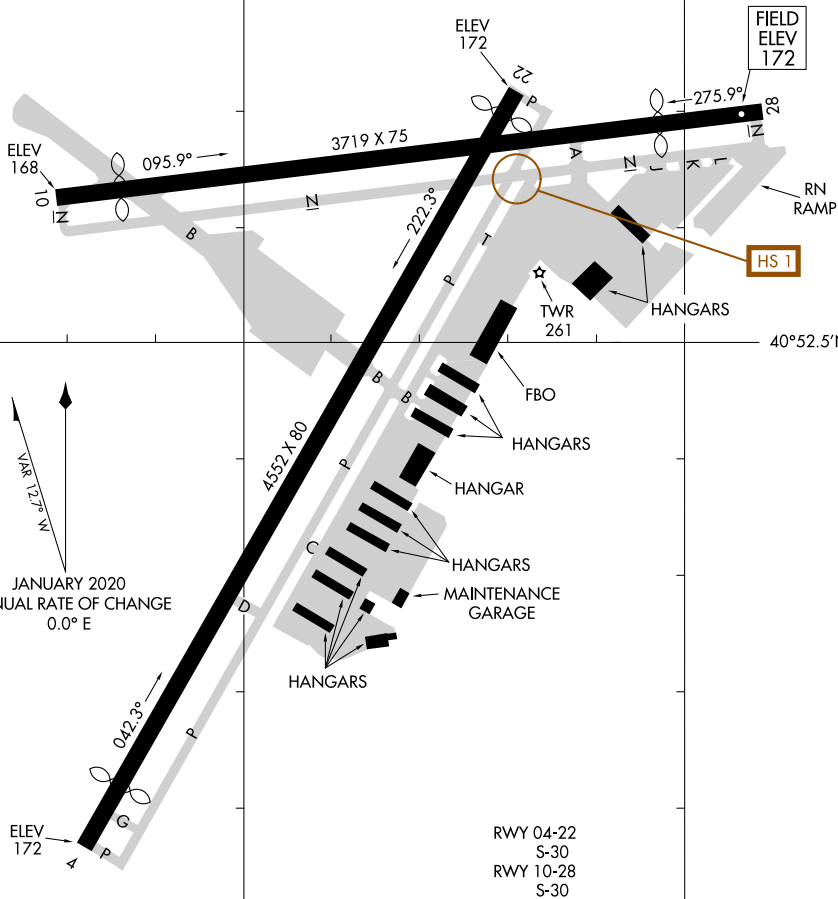 FIELD
ELEV
172
ELEV
172
22
P
275.9°
28
N
3719 X 75
095.9°
ELEV
168
10
N
A
N
J
K
L
RN
RAMP
N
B
222.3°
T
P
HS 1
TWR
261
HANGARS
40°52.5'
FBO
B
B
HANGARS
4552 X 80
P
HANGAR
VAR 12.7° W
C
HANGARS
JANUARY 2020
NUAL RATE OF CHANGE
0.0° E
D
MAINTENANCE
GARAGE
HANGARS
042.3°
P
G
ELEV
172
4
P
RWY 04-22
S-30
RWY 10-28
S-30